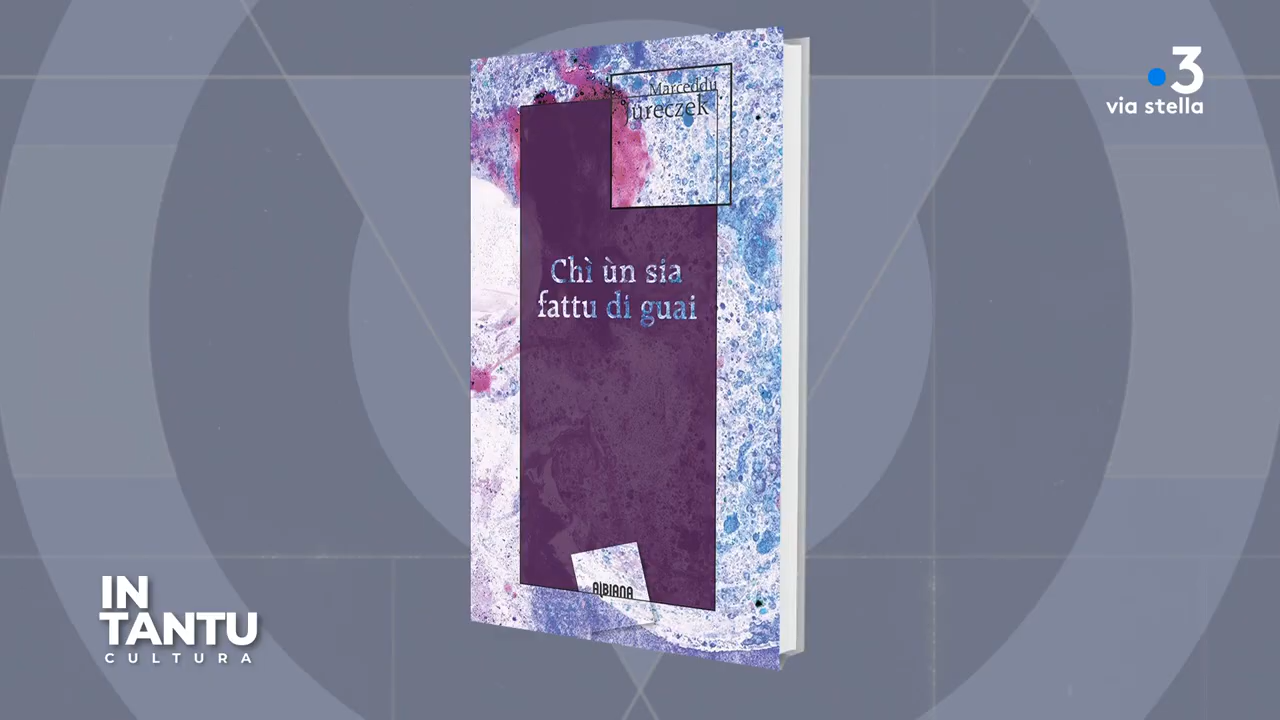 Marceddu
Jureczek
Chì ùn sia
fattu di guai
AlBIANA
3
via stella
IN
TANTU
CULTURA